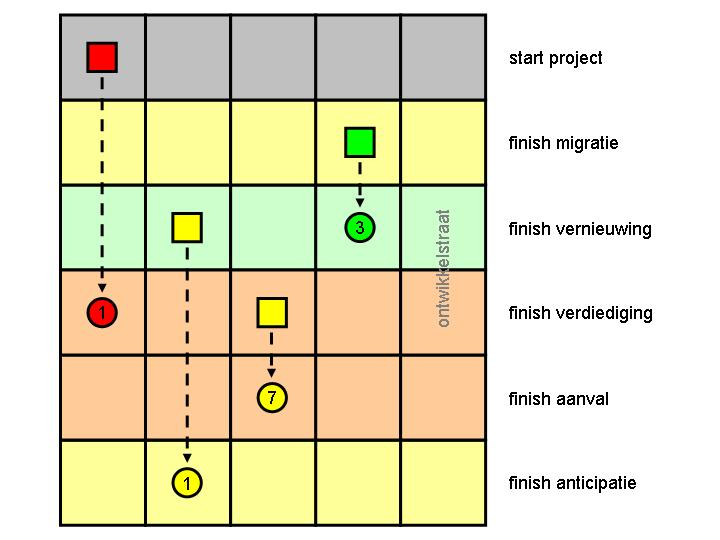 start project
finish migratie
3
ontwikkelstraat
finish vernieuwing
1
finish verdiediging
7
finish aanval
1
finish anticipatie